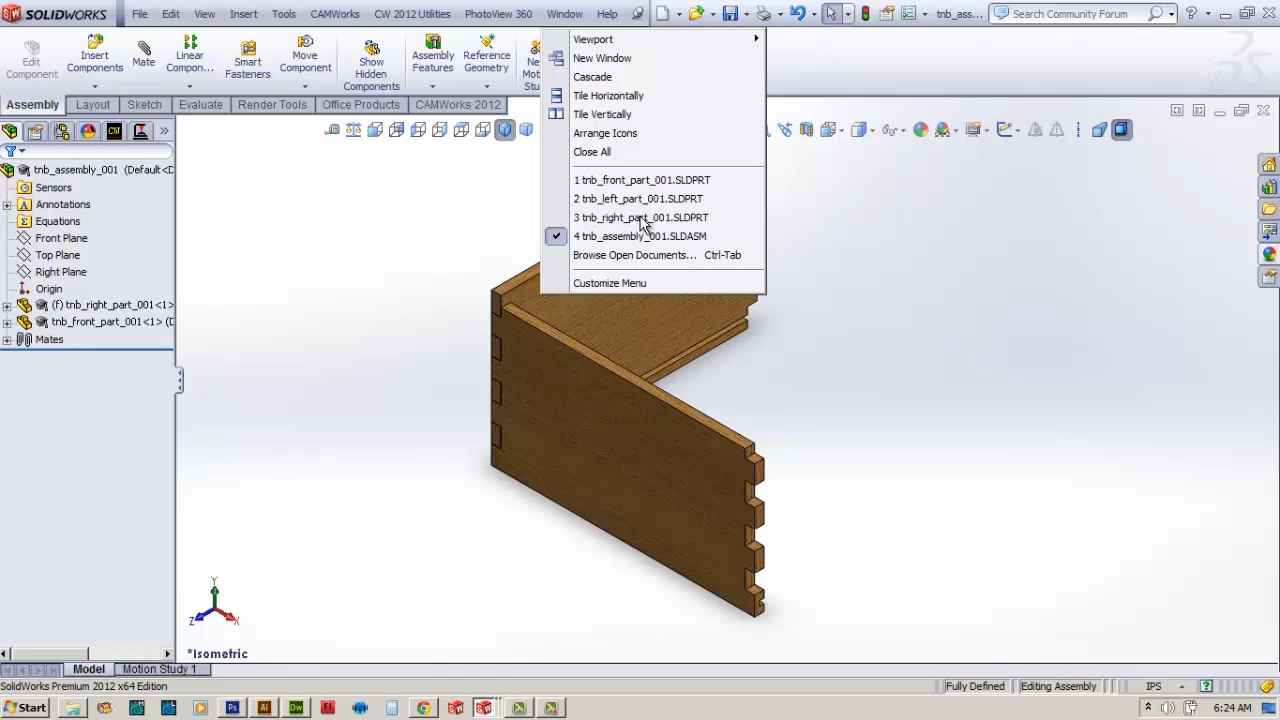 SOLIDWORKS File Edit View Insert Tools CAMWorks CW 2012 Utilities PhotoView 360 Window Help tnb_ass... Search Community Forum
Edit Component
Insert Components
Mate
Linear Compon...
Smart Fasteners
Move Component
Show Hidden Components
Assembly Features
Reference Geometry
Ne
Mot
Stu
Assembly Layout Sketch Evaluate Render Tools Office Products CAMWorks 2012
Viewport
New Window
Cascade
Tile Horizontally
Tile Vertically
Arrange Icons
Close All
1 tnb_front_part_001.SLDPRT
2 tnb_left_part_001.SLDPRT
3 tnb_right_part_001.SLDPRT
4 tnb_assembly_001.SLDASM
Browse Open Documents... Ctrl-Tab
Customize Menu
tnb_assembly_001 (Default<D
Sensors
Annotations
Equations
Front Plane
Top Plane
Right Plane
Origin
(f) tnb_right_part_001<1>
tnb_front_part_001<1> (D
Mates
Y
Z
X
*Isometric
Model Motion Study 1
SolidWorks Premium 2012 x64 Edition Fully Defined Editing Assembly IPS
Start 6:24 AM